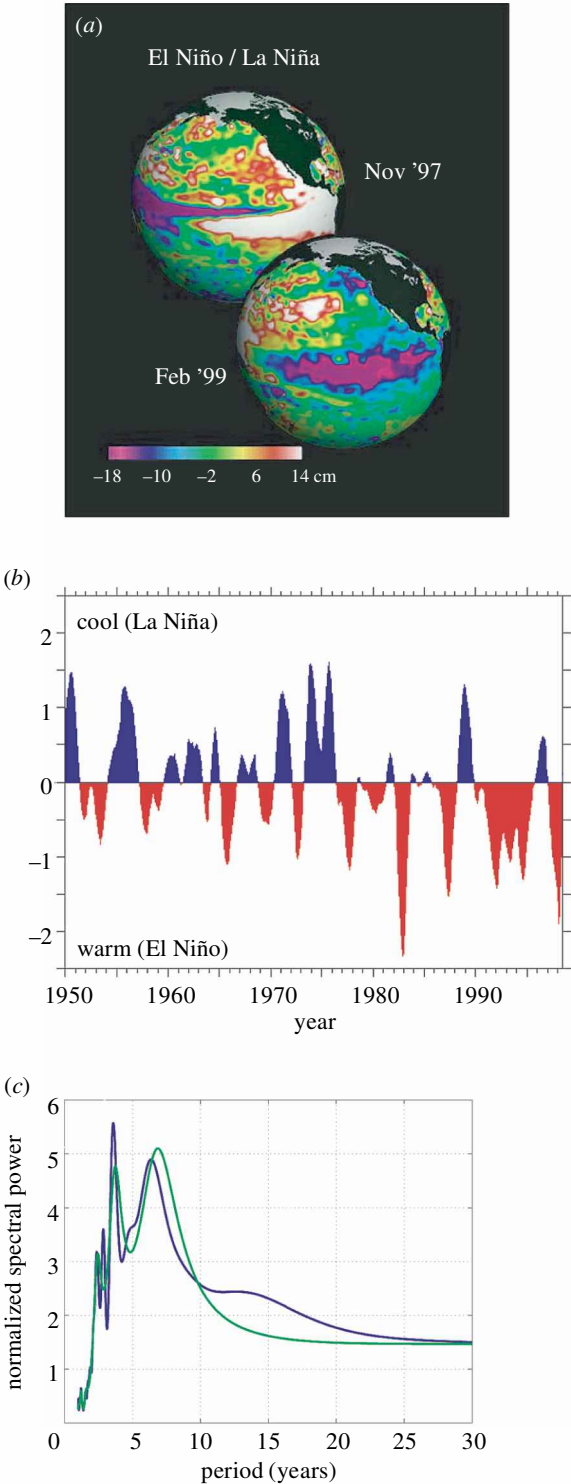 (a)
El Niño / La Niña
Nov ’97
Feb ’99
−18 −10 −2 6 14 cm
(b)
cool (La Niña)
2
1
0
−1
−2
warm (El Niño)
1950 1960 1970 1980 1990
year
(c)
6
5
4
3
2
1
normalized spectral power
0 5 10 15 20 25 30
period (years)